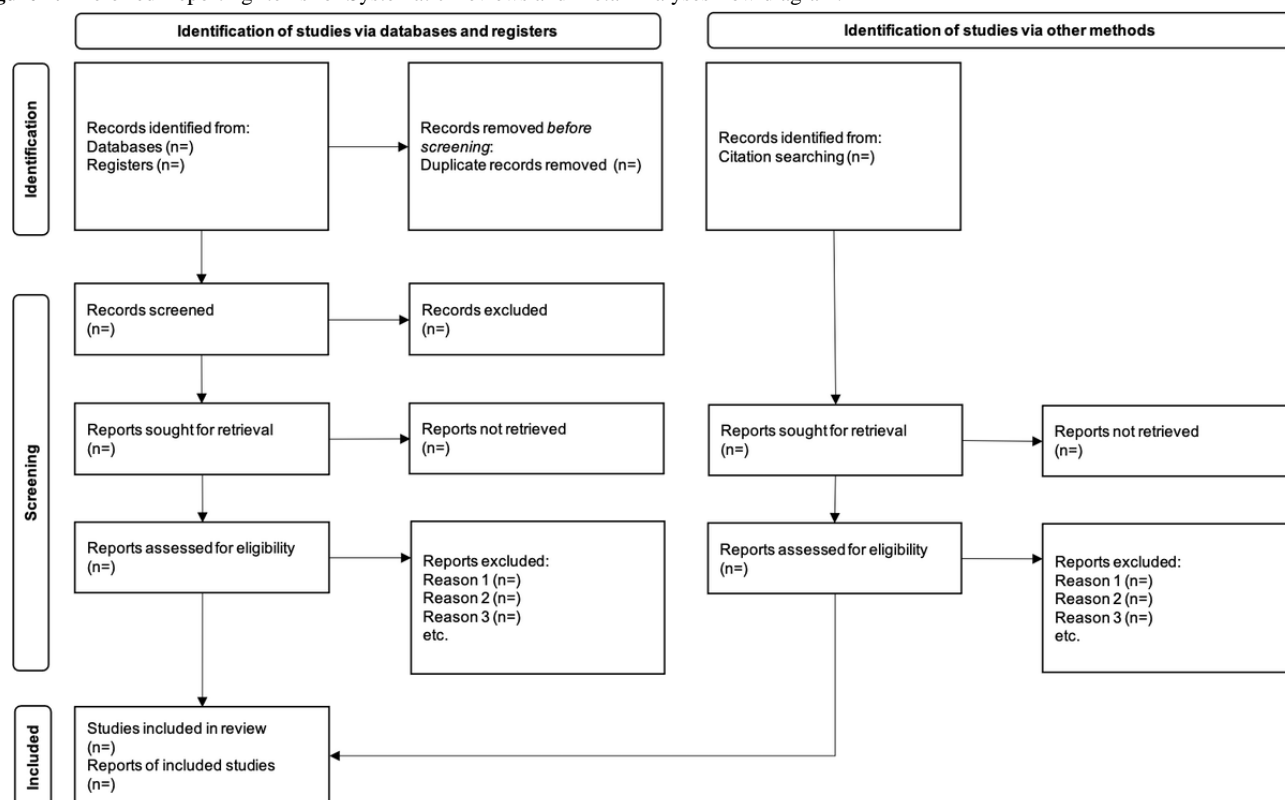 Identification of studies via databases and registers
Identification of studies via other methods
Identification
Records identified from:
Databases (n=)
Registers (n=)
Records removed before
screening:
Duplicate records removed (n=)
Records identified from:
Citation searching (n=)
Screening
Records screened
(n=)
Records excluded
(n=)
Reports sought for retrieval
(n=)
Reports not retrieved
(n=)
Reports sought for retrieval
(n=)
Reports not retrieved
(n=)
Reports assessed for eligibility
(n=)
Reports excluded:
Reason 1 (n=)
Reason 2 (n=)
Reason 3 (n=)
etc.
Reports assessed for eligibility
(n=)
Reports excluded:
Reason 1 (n=)
Reason 2 (n=)
Reason 3 (n=)
etc.
Included
Studies included in review
(n=)
Reports of included studies
(n=)